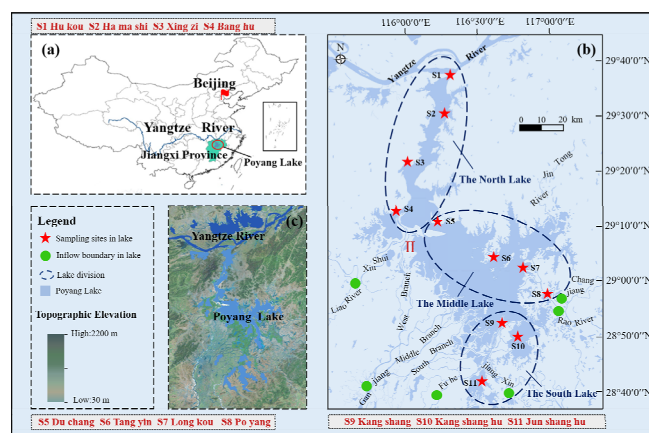 S1 Hu kou S2 Ha ma shi S3 Xing zi S4 Bang hu
(a)
Beijing
Yangtze River
Jiangxi Province
Poyang Lake
Legend
Sampling sites in lake
Inflow boundary in lake
Lake division
Poyang Lake
Topographic Elevation
High:2200 m
Low:30 m
(c)
Yangtze River
Poyang Lake
116°0'0"E 116°30'0"E 117°0'0"E
N
(b)
Yangtze River
S1
S2
S3
S4
S5
S6
S7
S8
S9
S10
S11
0 10 20 km
The North Lake
The Middle Lake
The South Lake
Jin Tong River
Xiu Shui
Liao River
West Branch
Middle Branch
South Branch
Gan Jiang
Fu he
Xin Jiang
Chang Jiang
Rao River
29°40'0"N
29°30'0"N
29°20'0"N
29°10'0"N
29°00'0"N
28°50'0"N
28°40'0"N
S5 Du chang S6 Tang yin S7 Long kou S8 Po yang
S9 Kang shang S10 Kang shang hu S11 Jun shang hu